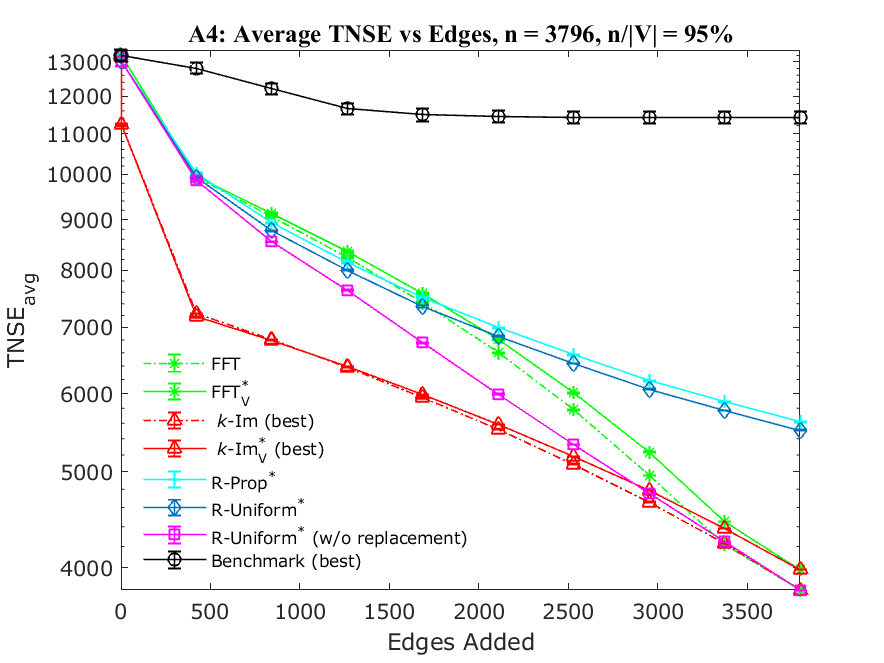 A4: Average TNSE vs Edges, n = 3796, n/|V| = 95%
13000
12000
11000
10000
9000
8000
7000
6000
5000
4000
TNSE_avg
FFT
FFT*_V
k-Im (best)
k-Im*_V (best)
R-Prop*
R-Uniform*
R-Uniform* (w/o replacement)
Benchmark (best)
0 500 1000 1500 2000 2500 3000 3500
Edges Added